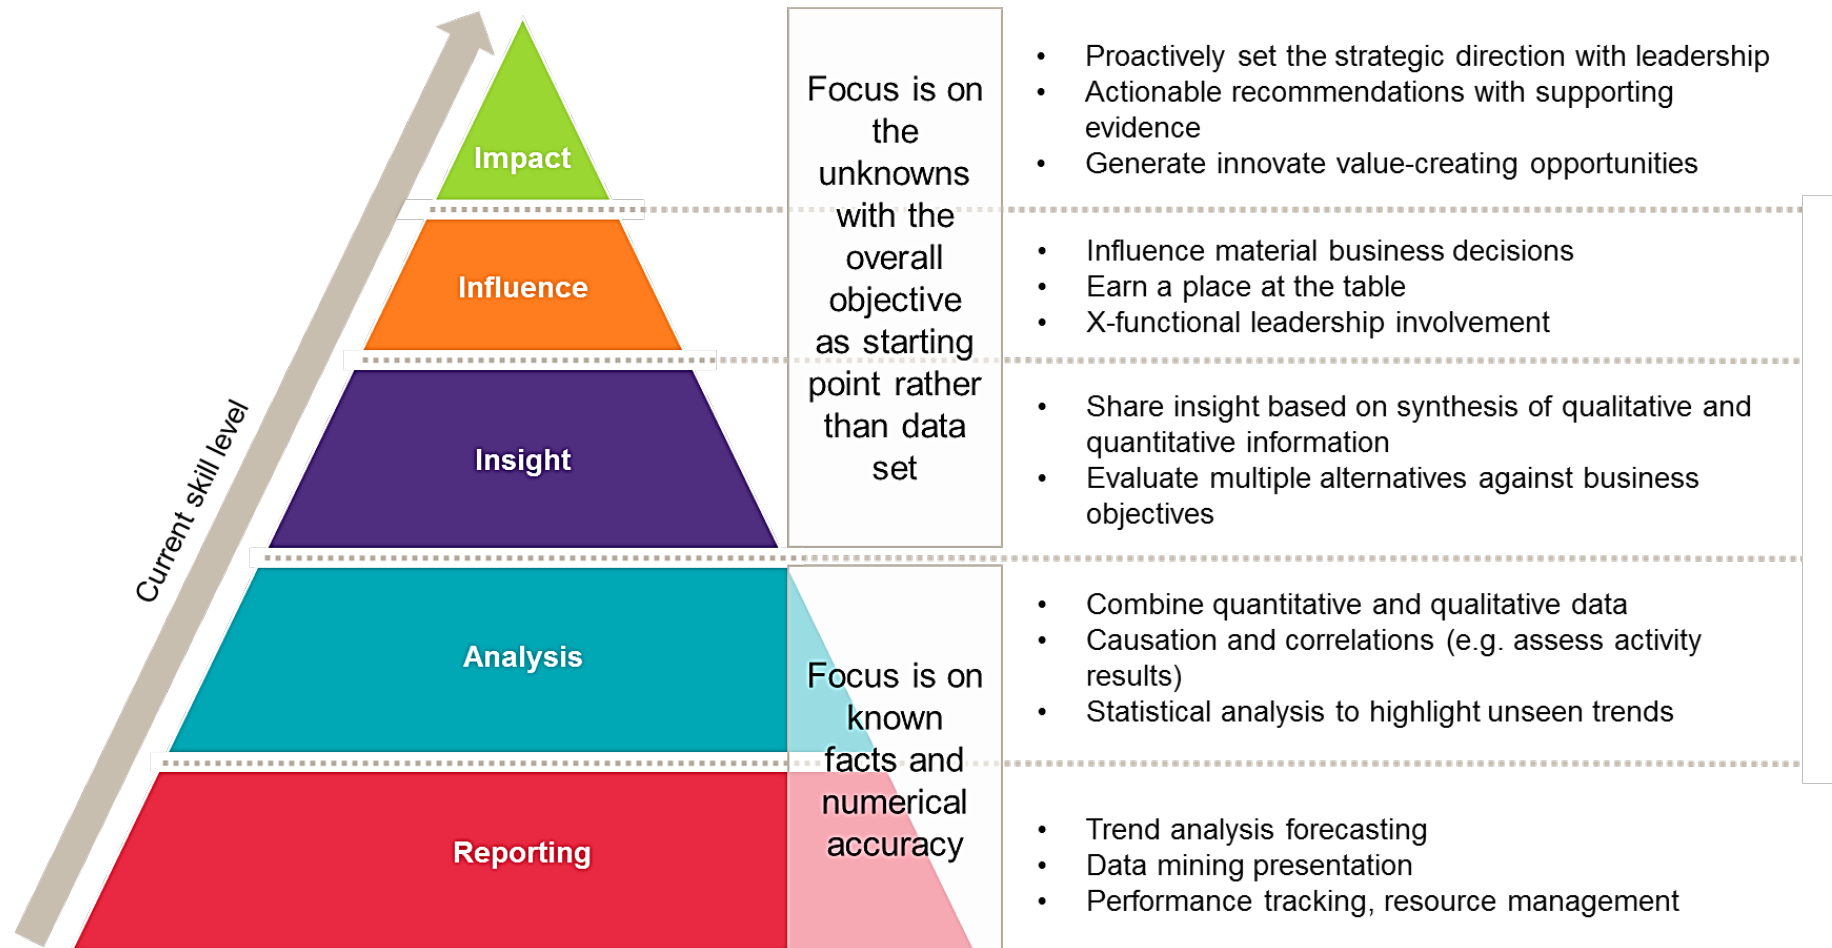 Impact
Focus is on
the
unknowns
with the
overall
objective
as starting
point rather
than data
set
• Proactively set the strategic direction with leadership
• Actionable recommendations with supporting
evidence
• Generate innovate value-creating opportunities
Influence
• Influence material business decisions
• Earn a place at the table
• X-functional leadership involvement
Current skill level
Insight
• Share insight based on synthesis of qualitative and
quantitative information
• Evaluate multiple alternatives against business
objectives
Analysis
Focus is on
known
facts and
numerical
accuracy
• Combine quantitative and qualitative data
• Causation and correlations (e.g. assess activity
results)
• Statistical analysis to highlight unseen trends
Reporting
• Trend analysis forecasting
• Data mining presentation
• Performance tracking, resource management